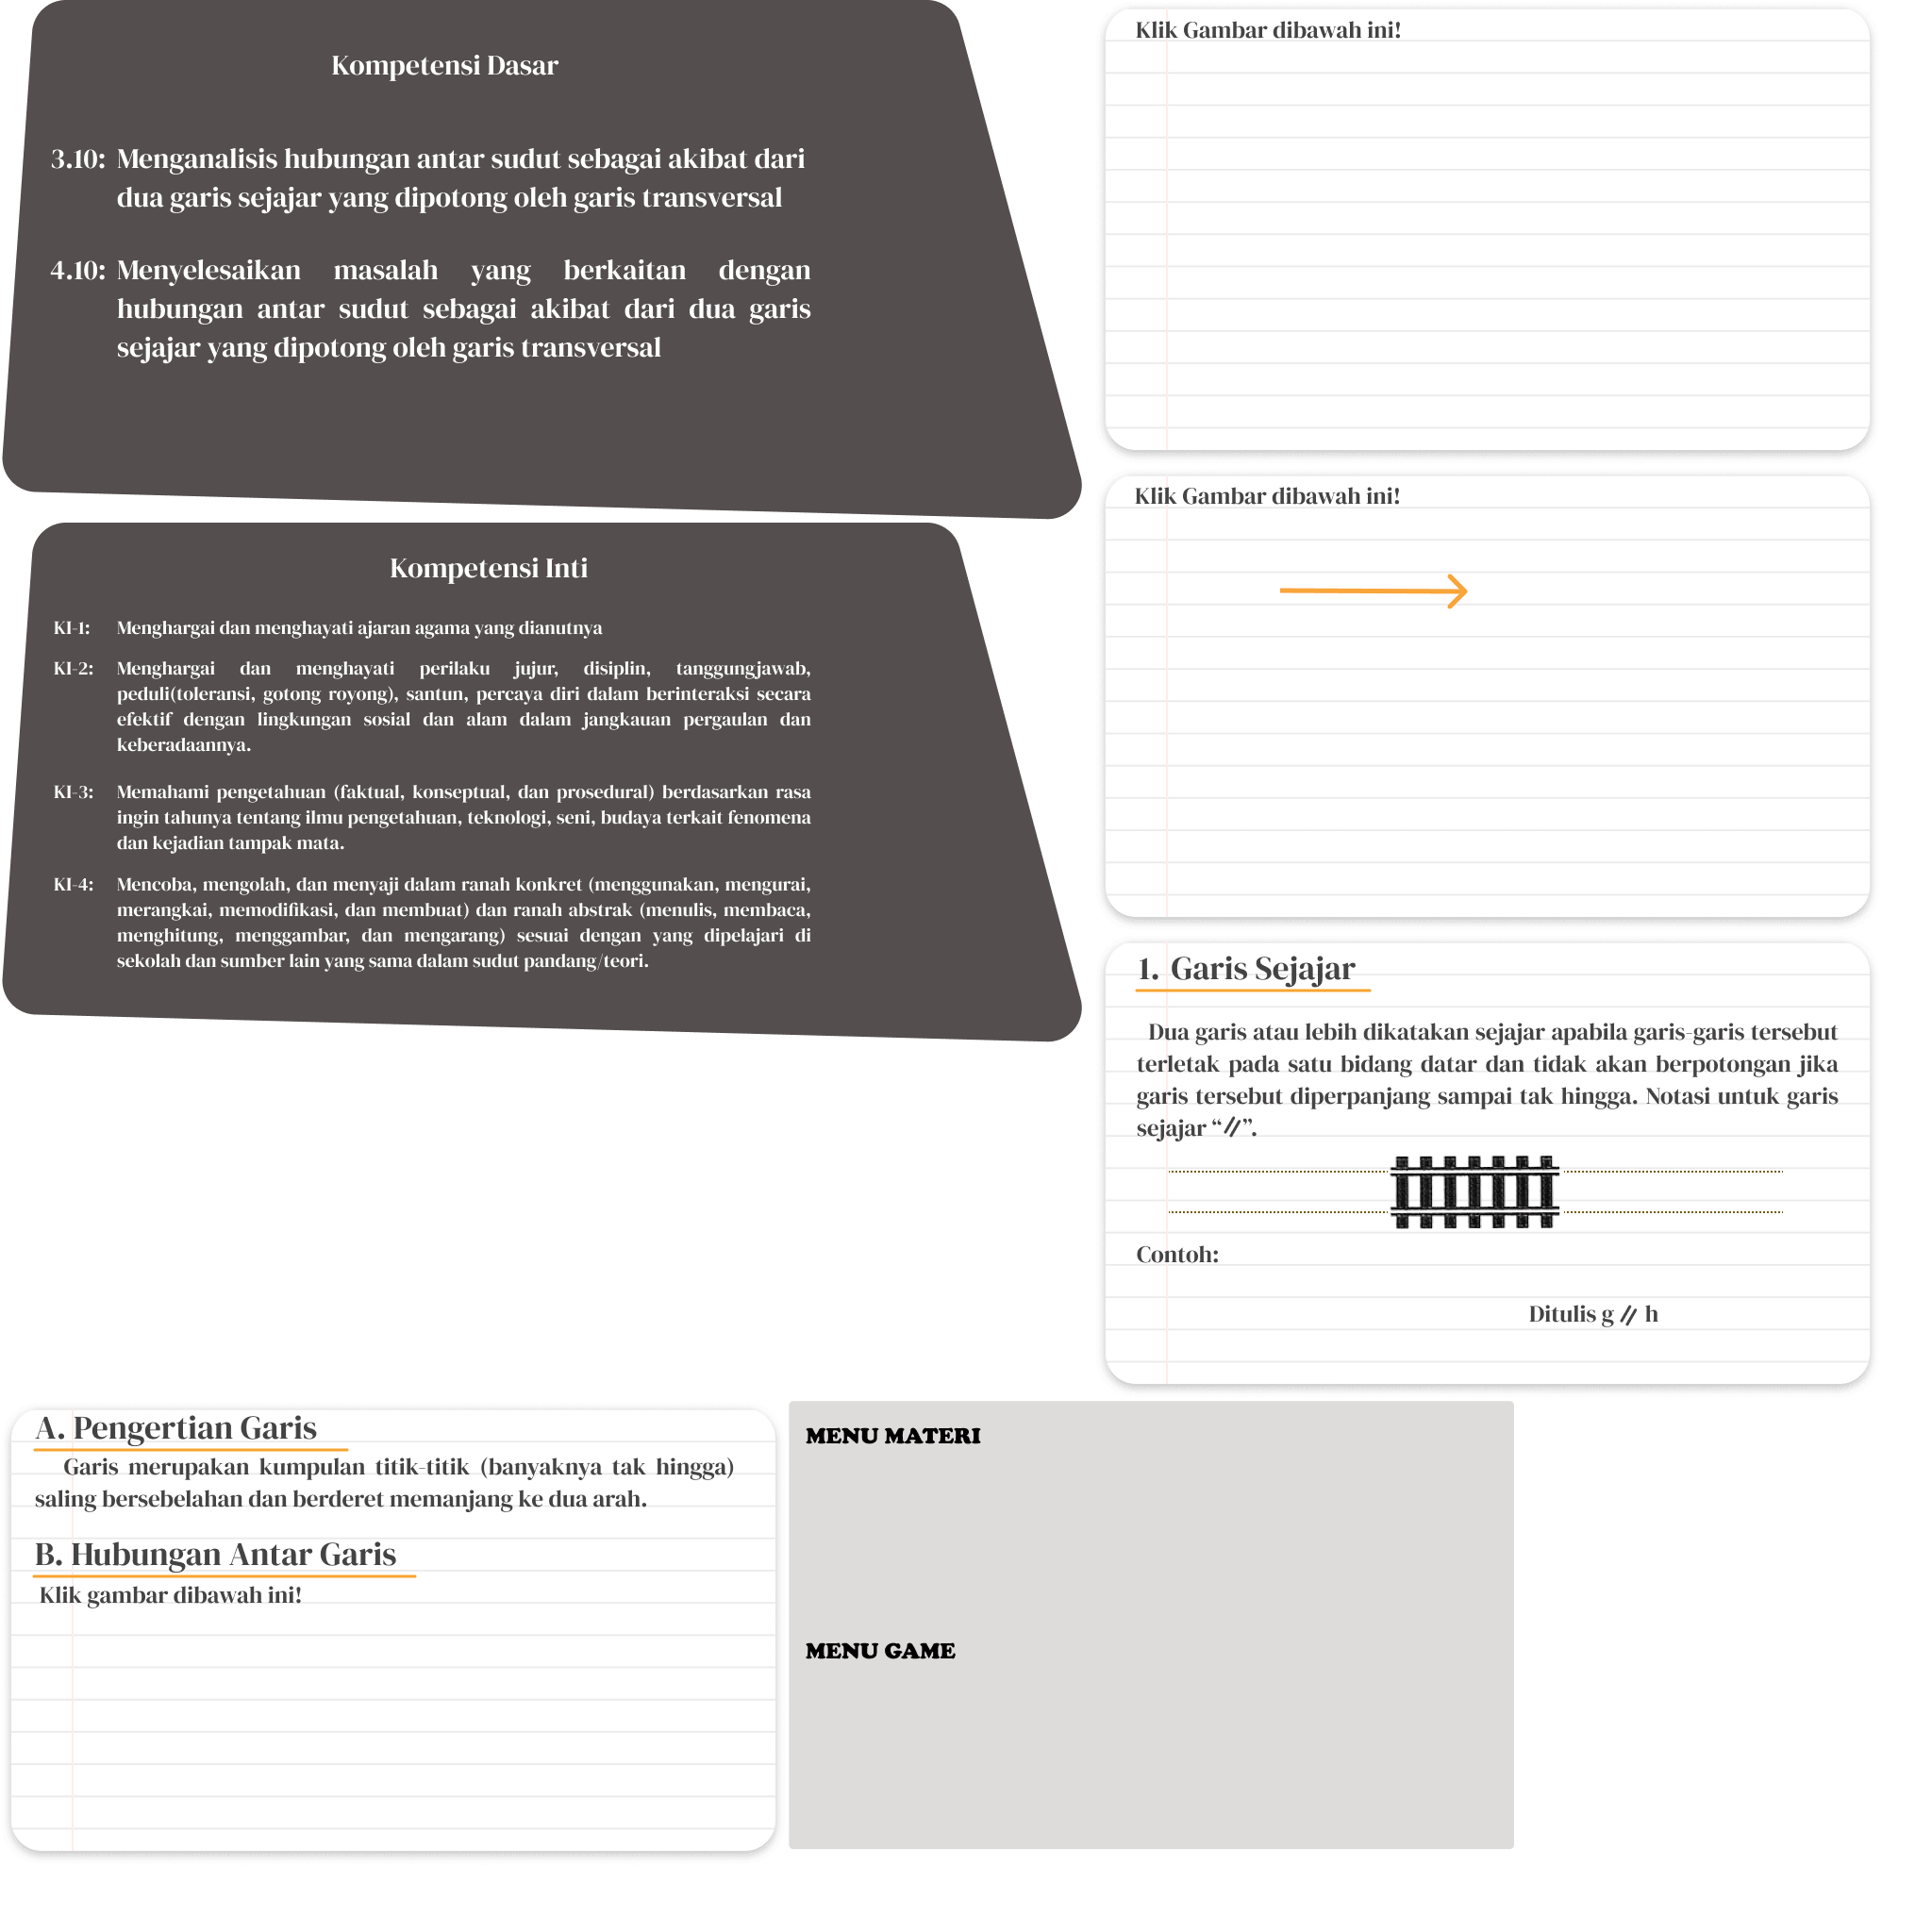 Kompetensi Dasar
3.10: Menganalisis hubungan antar sudut sebagai akibat dari
dua garis sejajar yang dipotong oleh garis transversal
4.10: Menyelesaikan masalah yang berkaitan dengan
hubungan antar sudut sebagai akibat dari dua garis
sejajar yang dipotong oleh garis transversal
Kompetensi Inti
KI-1: Menghargai dan menghayati ajaran agama yang dianutnya
KI-2: Menghargai dan menghayati perilaku jujur, disiplin, tanggungjawab,
peduli(toleransi, gotong royong), santun, percaya diri dalam berinteraksi secara
efektif dengan lingkungan sosial dan alam dalam jangkauan pergaulan dan
keberadaannya.
KI-3: Memahami pengetahuan (faktual, konseptual, dan prosedural) berdasarkan rasa
ingin tahunya tentang ilmu pengetahuan, teknologi, seni, budaya terkait fenomena
dan kejadian tampak mata.
KI-4: Mencoba, mengolah, dan menyaji dalam ranah konkret (menggunakan, mengurai,
merangkai, memodifikasi, dan membuat) dan ranah abstrak (menulis, membaca,
menghitung, menggambar, dan mengarang) sesuai dengan yang dipelajari di
sekolah dan sumber lain yang sama dalam sudut pandang/teori.
Klik Gambar dibawah ini!
Klik Gambar dibawah ini!
1. Garis Sejajar
Dua garis atau lebih dikatakan sejajar apabila garis-garis tersebut
terletak pada satu bidang datar dan tidak akan berpotongan jika
garis tersebut diperpanjang sampai tak hingga. Notasi untuk garis
sejajar “//”.
Contoh:
Ditulis g // h
A. Pengertian Garis
Garis merupakan kumpulan titik-titik (banyaknya tak hingga)
saling bersebelahan dan berderet memanjang ke dua arah.
B. Hubungan Antar Garis
Klik gambar dibawah ini!
MENU MATERI
MENU GAME